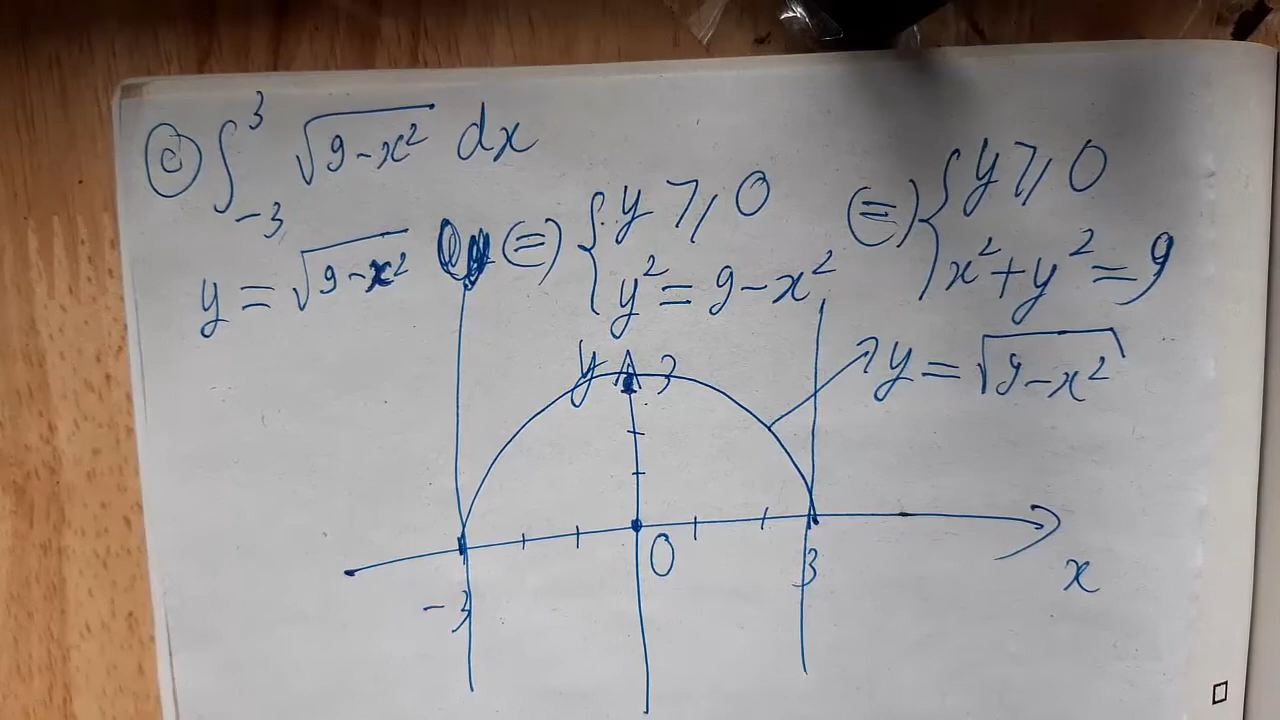 ⓒ ∫_{-3}^{3} √(9-x²) dx
y = √(9-x²) (=) { y ⩾ 0 (=) { y ⩾ 0
y² = 9-x² x²+y² = 9
y 3 y = √(9-x²)
-3 0 3 x